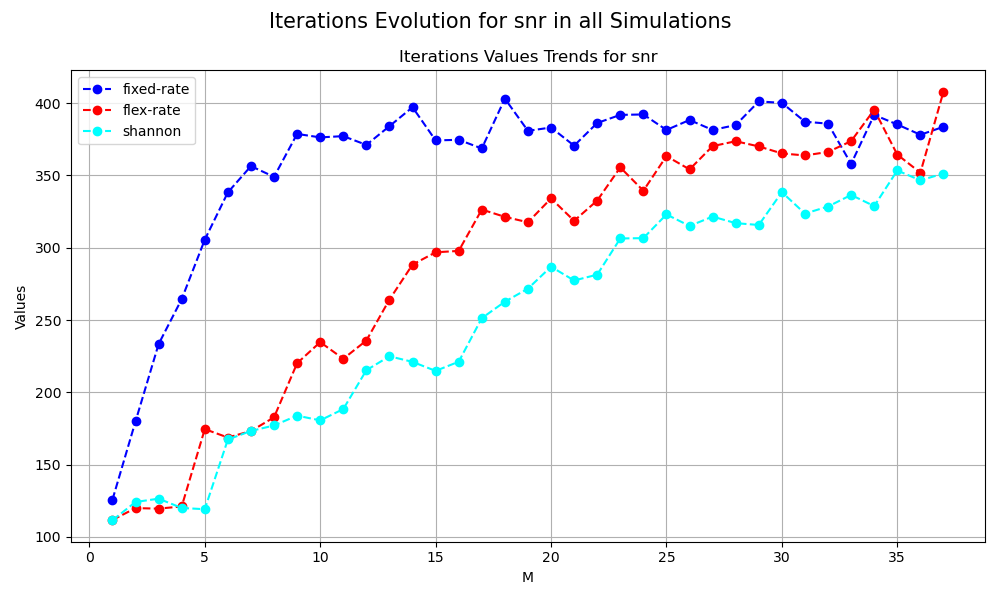 Iterations Evolution for snr in all Simulations
Iterations Values Trends for snr
fixed-rate
flex-rate
shannon
Values
400
350
300
250
200
150
100
0 5 10 15 20 25 30 35
M